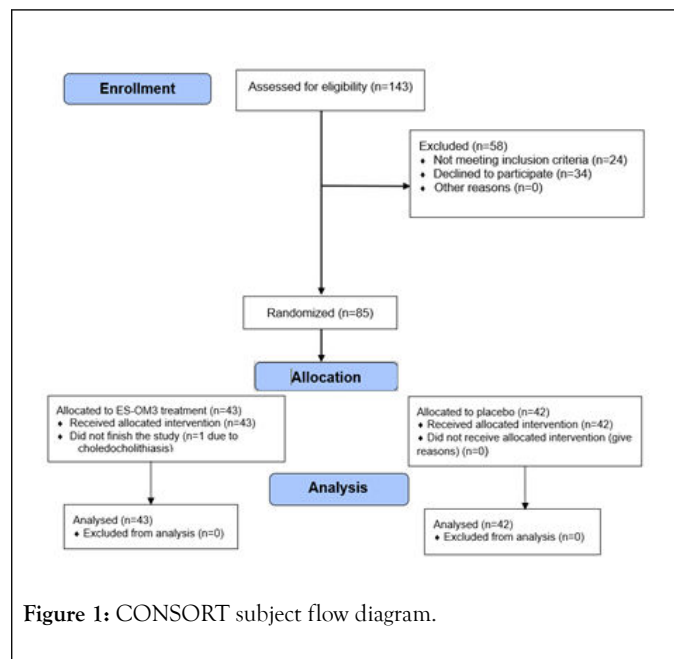 Enrollment
Assessed for eligibility (n=143)
Excluded (n=58)
♦ Not meeting inclusion criteria (n=24)
♦ Declined to participate (n=34)
♦ Other reasons (n=0)
Randomized (n=85)
Allocation
Allocated to ES-OM3 treatment (n=43)
♦ Received allocated intervention (n=43)
♦ Did not finish the study (n=1 due to
choledocholithiasis)
Allocated to placebo (n=42)
♦ Received allocated intervention (n=42)
♦ Did not receive allocated intervention (give
reasons) (n=0)
Analysis
Analysed (n=43)
♦ Excluded from analysis (n=0)
Analysed (n=42)
♦ Excluded from analysis (n=0)
Figure 1: CONSORT subject flow diagram.